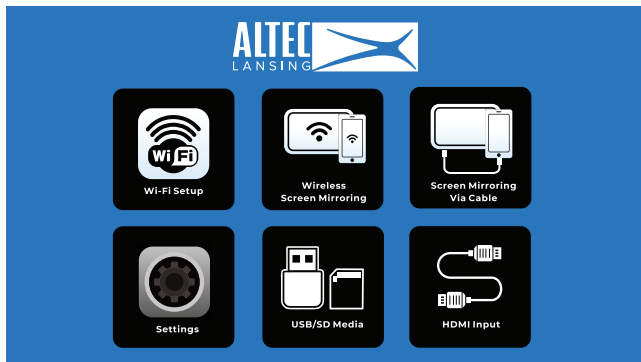 ALTEC
LANSING
Wi Fi
Wi-Fi Setup
Wireless
Screen Mirroring
Screen Mirroring
Via Cable
Settings
USB/SD Media
HDMI Input